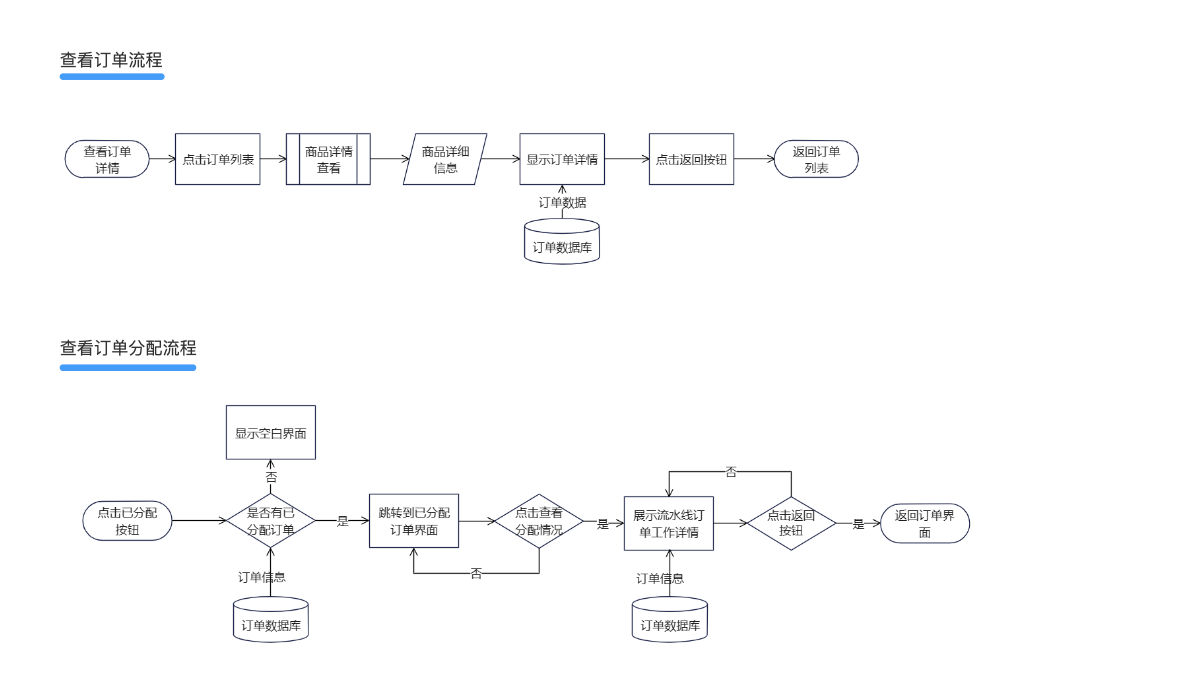 查看订单流程
查看订单
详情
点击订单列表
商品详情
查看
商品详细
信息
显示订单详情
点击返回按钮
返回订单
列表
订单数据
订单数据库
查看订单分配流程
显示空白界面
否
点击已分配
按钮
是否有已
分配订单
是
跳转到已分配
订单界面
点击查看
分配情况
是
否
展示流水线订
单工作详情
否
点击返回
按钮
是
返回订单界
面
订单信息
订单数据库
订单信息
订单数据库